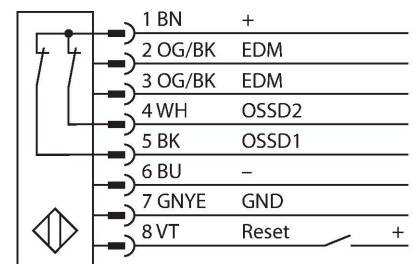 1 BN +
2 OG/BK EDM
3 OG/BK EDM
4 WH OSSD2
5 BK OSSD1
6 BU –
7 GNYE GND
8 VT Reset +